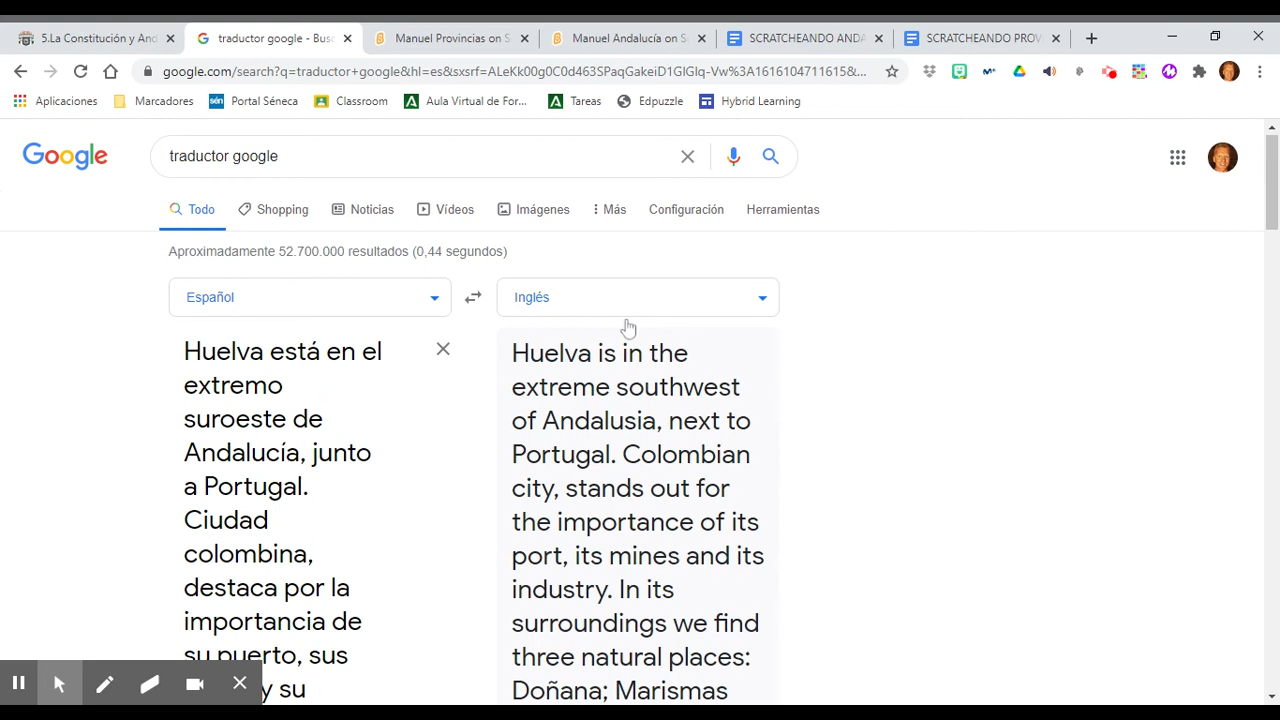 5.La Constitución y And
traductor google - Busc
Manuel Provincias on S
Manuel Andalucía on Sc
SCRATCHEANDO ANDA
SCRATCHEANDO PROV
google.com/search?q=traductor+google&hl=es&sxsrf=ALeKk00g0C0d463SPaqGakeiD1GlGla_Vw%3A1616104711615&...
Aplicaciones
Marcadores
sén Portal Séneca
Classroom
Aula Virtual de For...
Tareas
Edpuzzle
Hybrid Learning
Google
traductor google
Todo
Shopping
Noticias
Vídeos
Imágenes
Más
Configuración
Herramientas
Aproximadamente 52.700.000 resultados (0,44 segundos)
Español
Inglés
Huelva está en el
extremo
suroeste de
Andalucía, junto
a Portugal.
Ciudad
colombina,
destaca por la
importancia de
su puerto, sus
y su
Huelva is in the
extreme southwest
of Andalusia, next to
Portugal. Colombian
city, stands out for
the importance of its
port, its mines and its
industry. In its
surroundings we find
three natural places:
Doñana; Marismas